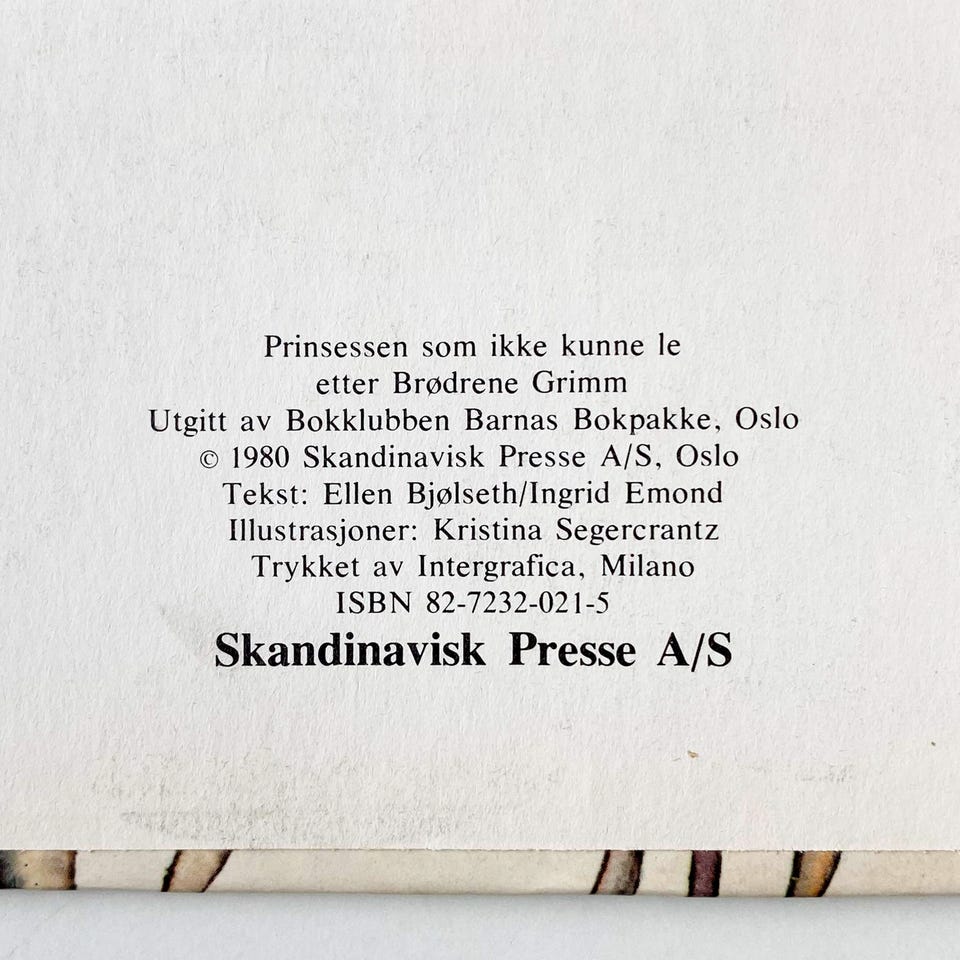 Prinsessen som ikke kunne le
etter Brødrene Grimm
Utgitt av Bokklubben Barnas Bokpakke, Oslo
© 1980 Skandinavisk Presse A/S, Oslo
Tekst: Ellen Bjølseth/Ingrid Emond
Illustrasjoner: Kristina Segercrantz
Trykket av Intergrafica, Milano
ISBN 82-7232-021-5
Skandinavisk Presse A/S